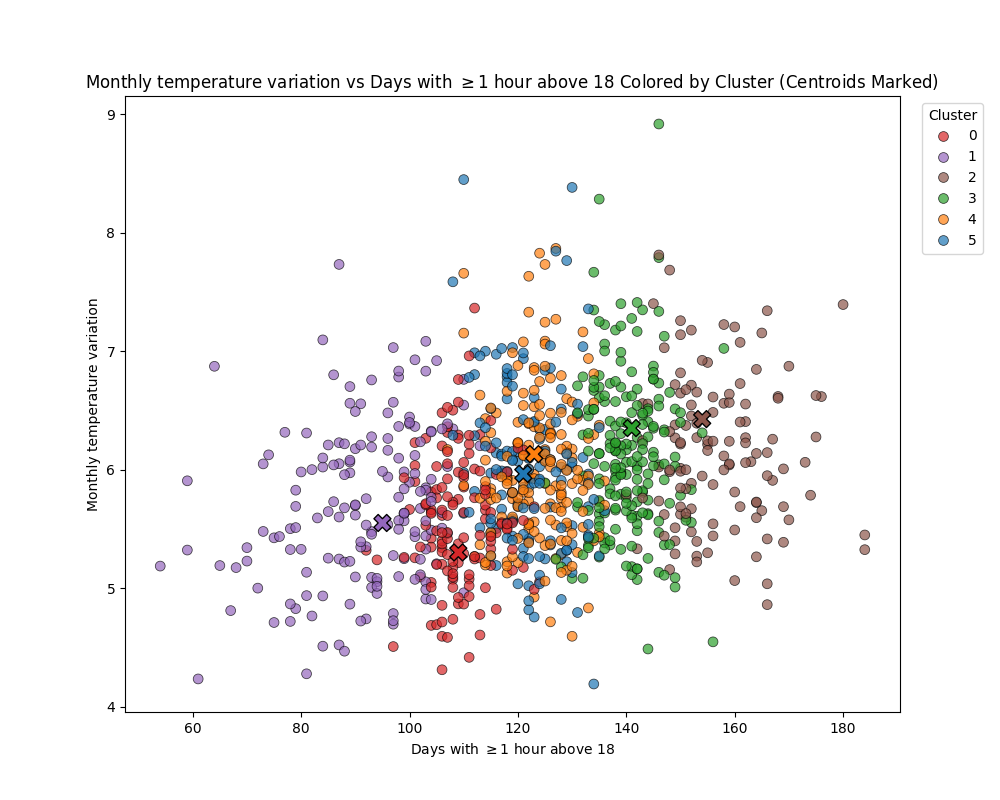 Monthly temperature variation vs Days with ≥1 hour above 18 Colored by Cluster (Centroids Marked)
Cluster
0
1
2
3
4
5
9
8
7
6
5
4
Monthly temperature variation
60 80 100 120 140 160 180
Days with ≥1 hour above 18